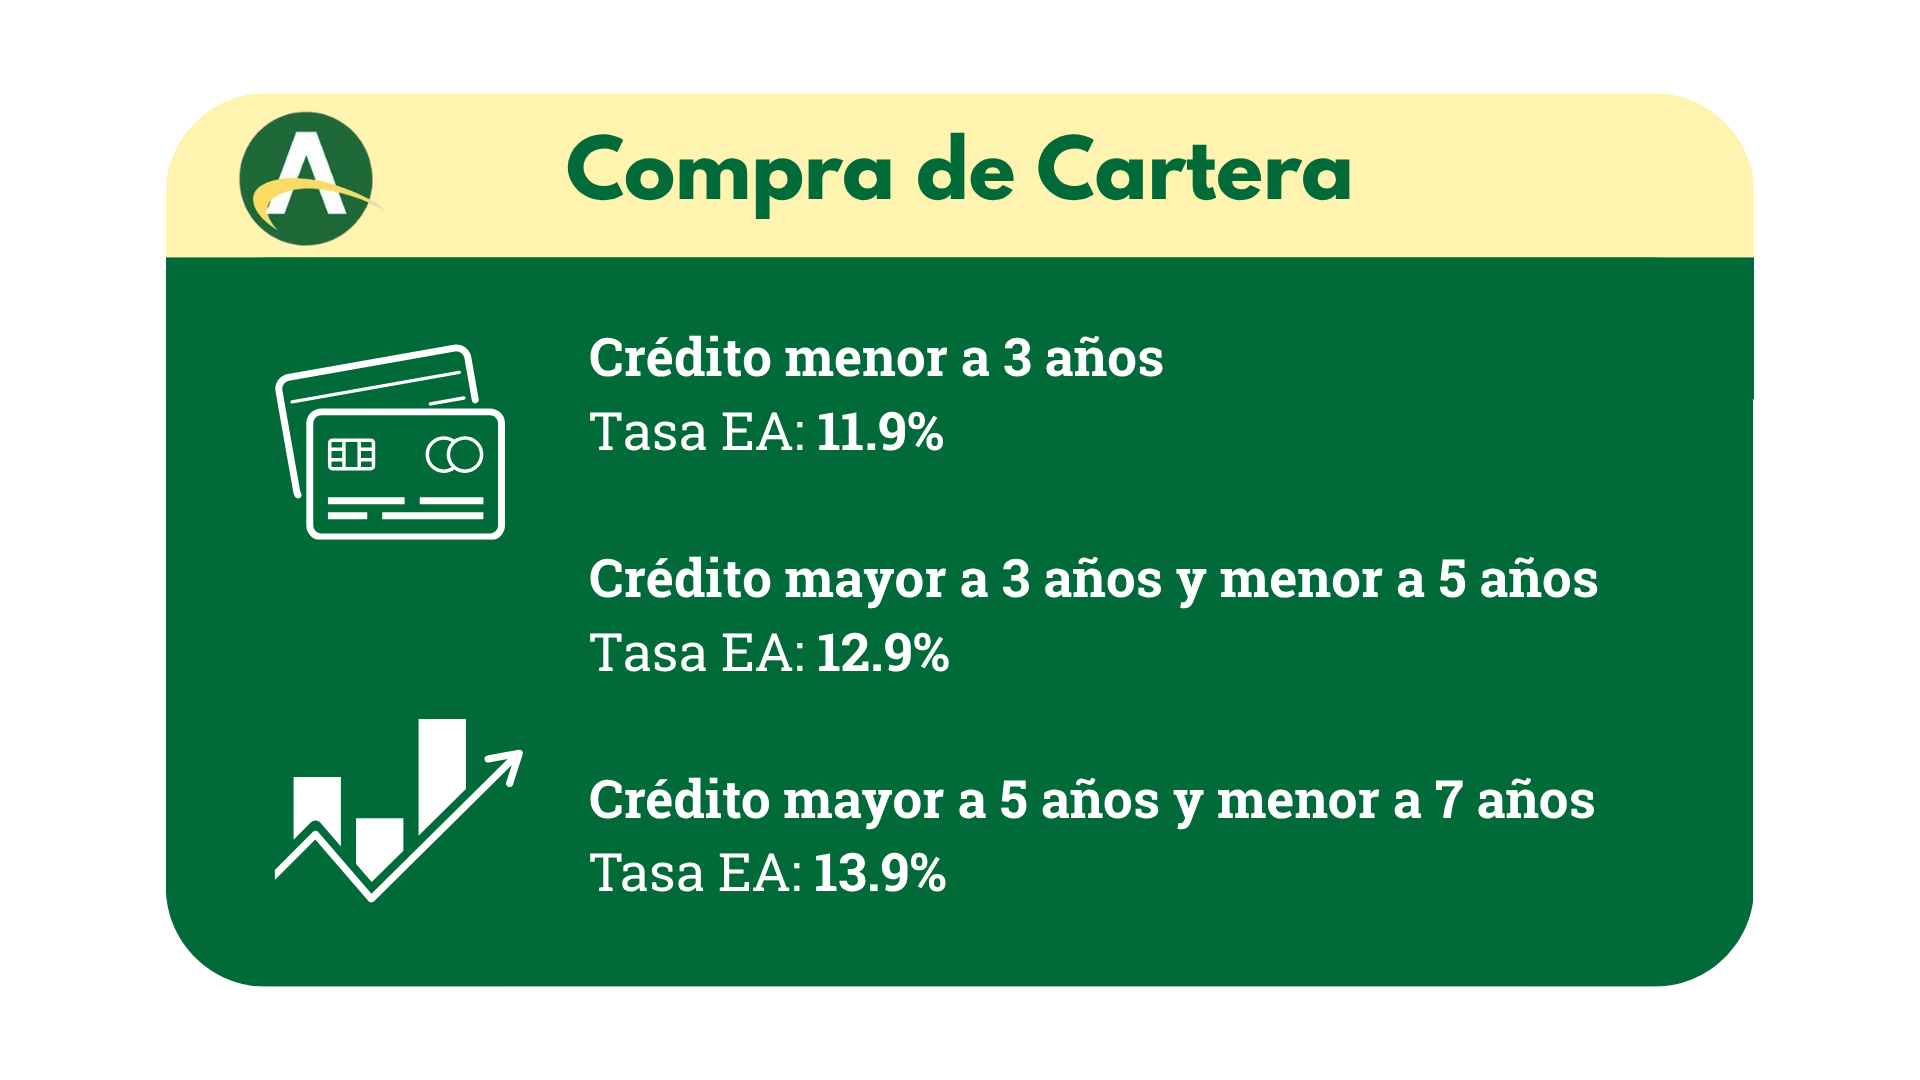 A
Compra de Cartera
Crédito menor a 3 años
Tasa EA: 11.9%
Crédito mayor a 3 años y menor a 5 años
Tasa EA: 12.9%
Crédito mayor a 5 años y menor a 7 años
Tasa EA: 13.9%